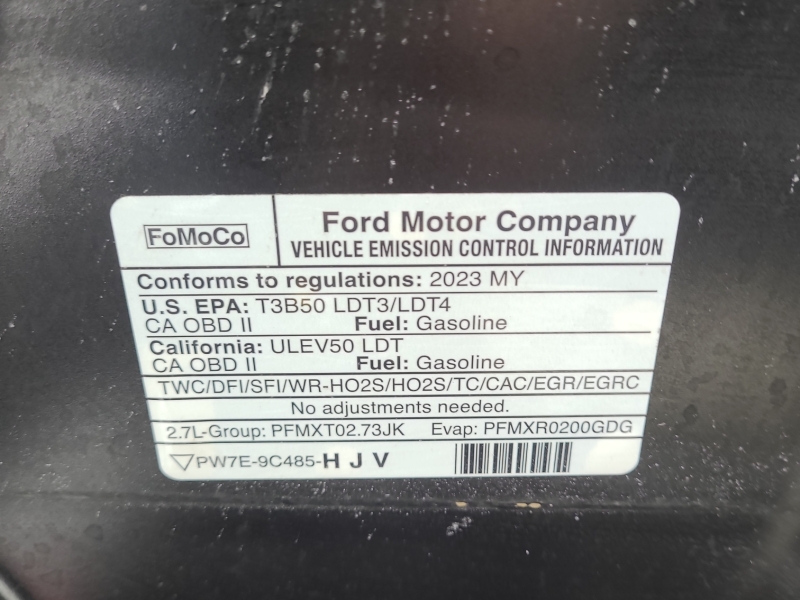 FoMoCo
Ford Motor Company
VEHICLE EMISSION CONTROL INFORMATION
Conforms to regulations: 2023 MY
U.S. EPA: T3B50 LDT3/LDT4
CA OBD II Fuel: Gasoline
California: ULEV50 LDT
CA OBD II Fuel: Gasoline
TWC/DFI/SFI/WR-HO2S/HO2S/TC/CAC/EGR/EGRC
No adjustments needed.
2.7L-Group: PFMXT02.73JK Evap: PFMXR0200GDG
PW7E-9C485-H J V